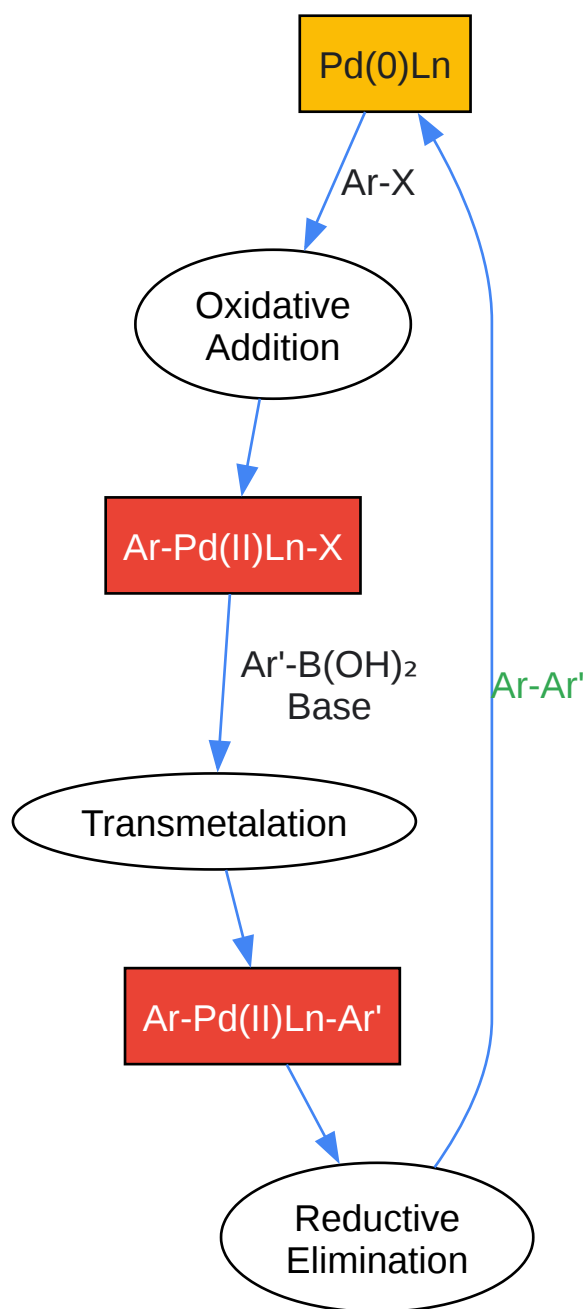 Pd(0)Ln
Ar-X
Oxidative
Addition
Ar-Pd(II)Ln-X
Ar'-B(OH)₂
Base
Ar-Ar'
Transmetalation
Ar-Pd(II)Ln-Ar'
Reductive
Elimination